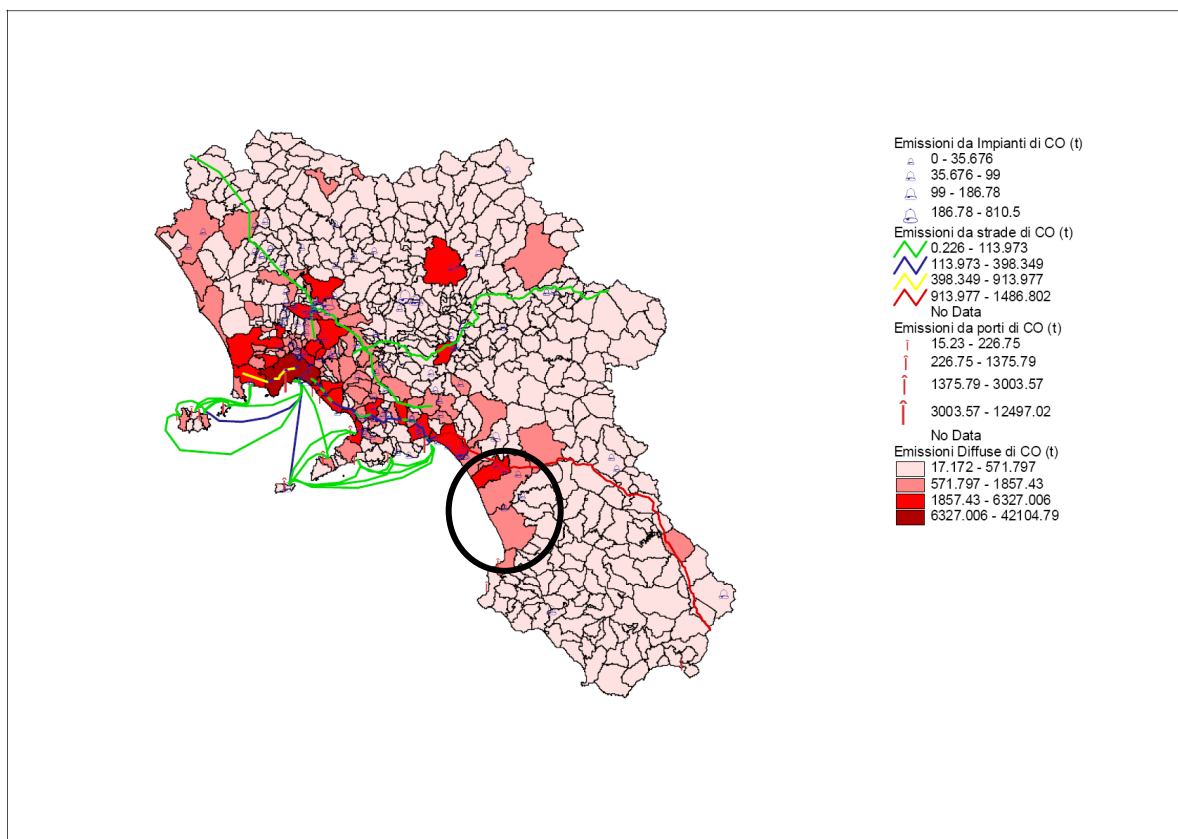 Emissioni da Impianti di CO (t)
0 - 35.676
35.676 - 99
99 - 186.78
186.78 - 810.5
Emissioni da strade di CO (t)
0.226 - 113.973
113.973 - 398.349
398.349 - 913.977
913.977 - 1486.802
No Data
Emissioni da porti di CO (t)
15.23 - 226.75
226.75 - 1375.79
1375.79 - 3003.57
3003.57 - 12497.02
No Data
Emissioni Diffuse di CO (t)
17.172 - 571.797
571.797 - 1857.43
1857.43 - 6327.006
6327.006 - 42104.79